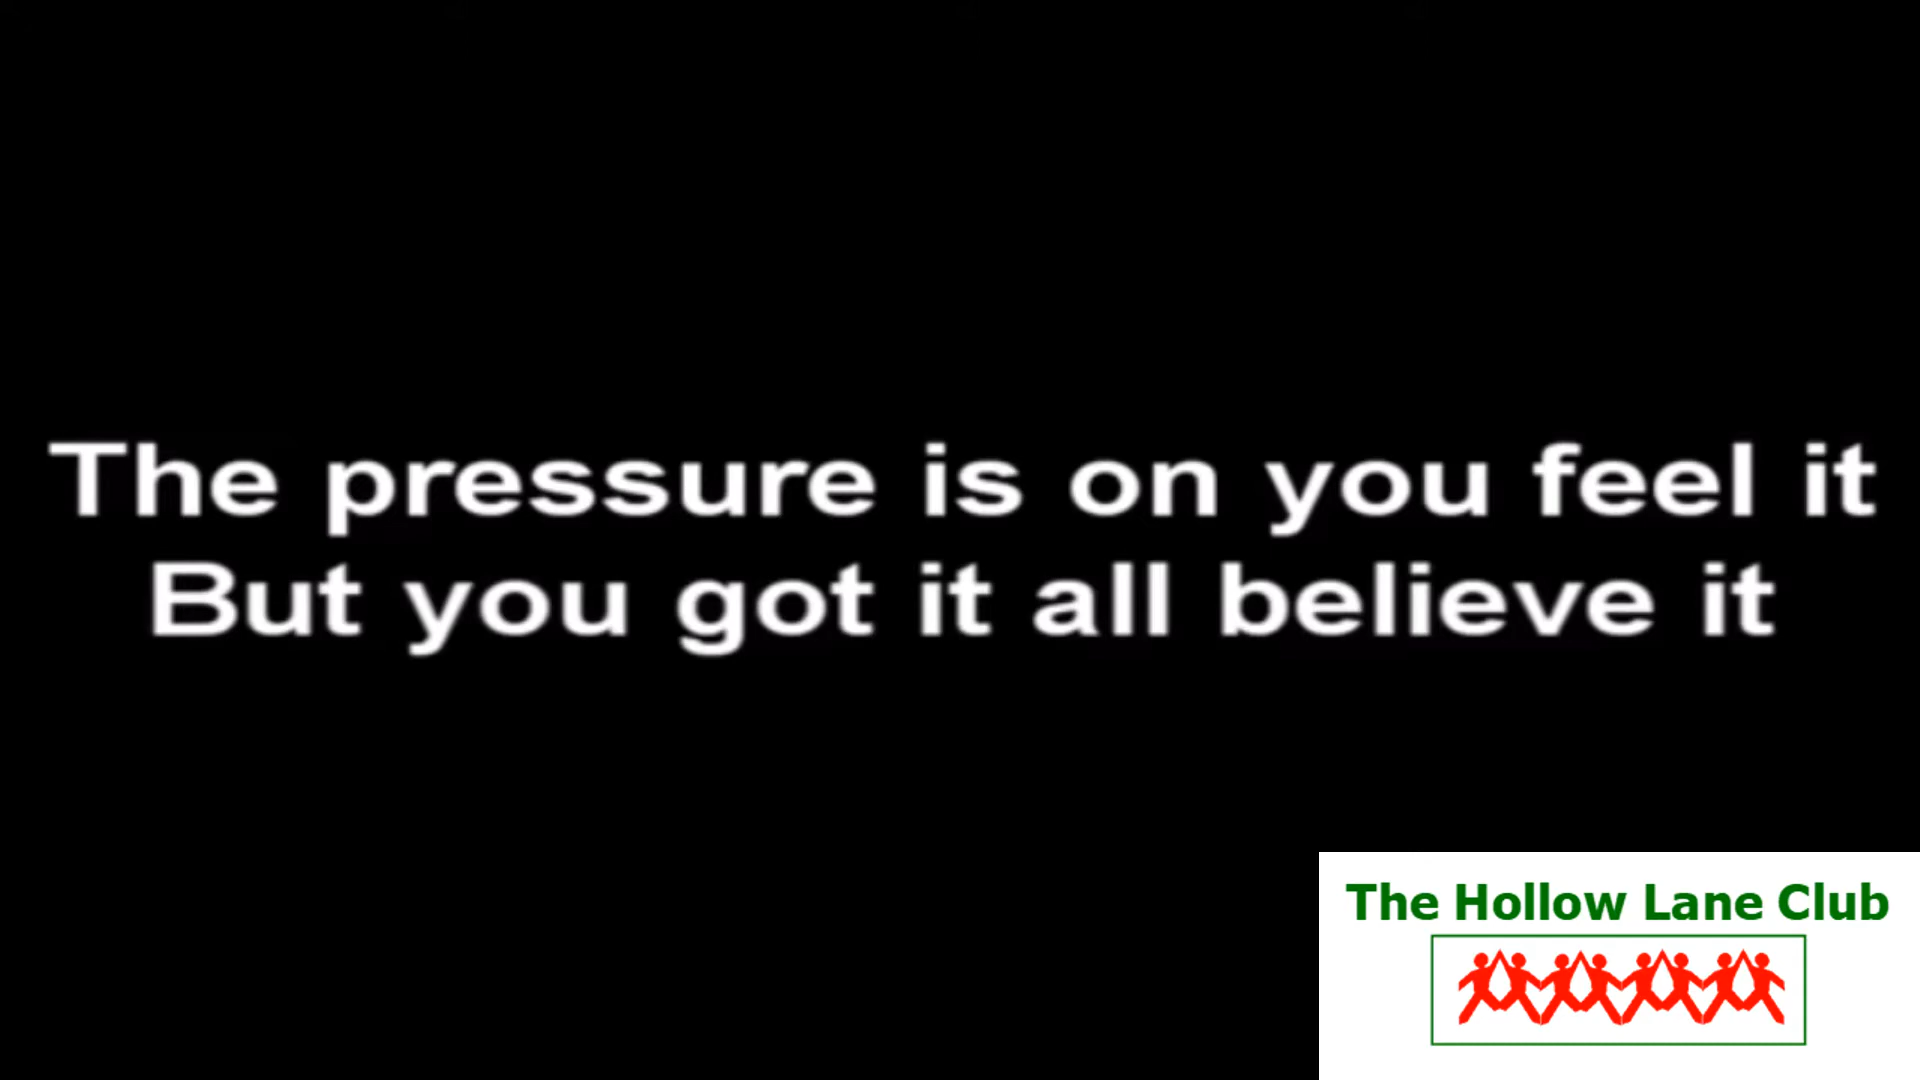 The pressure is on you feel it
But you got it all believe it
The Hollow Lane Club